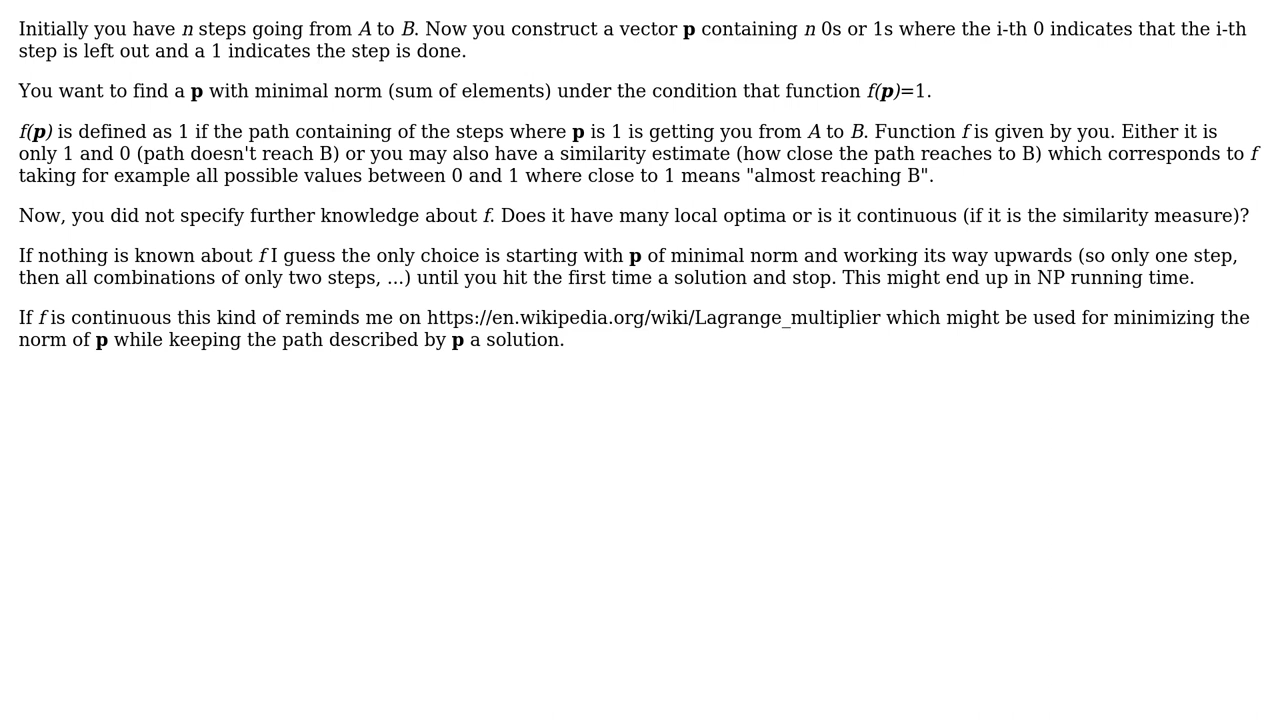 Initially you have n steps going from A to B. Now you construct a vector p containing n 0s or 1s where the i-th 0 indicates that the i-th
step is left out and a 1 indicates the step is done.
You want to find a p with minimal norm (sum of elements) under the condition that function f(p)=1.
f(p) is defined as 1 if the path containing of the steps where p is 1 is getting you from A to B. Function f is given by you. Either it is
only 1 and 0 (path doesn't reach B) or you may also have a similarity estimate (how close the path reaches to B) which corresponds to f
taking for example all possible values between 0 and 1 where close to 1 means "almost reaching B".
Now, you did not specify further knowledge about f. Does it have many local optima or is it continuous (if it is the similarity measure)?
If nothing is known about f I guess the only choice is starting with p of minimal norm and working its way upwards (so only one step,
then all combinations of only two steps, ...) until you hit the first time a solution and stop. This might end up in NP running time.
If f is continuous this kind of reminds me on https://en.wikipedia.org/wiki/Lagrange_multiplier which might be used for minimizing the
norm of p while keeping the path described by p a solution.